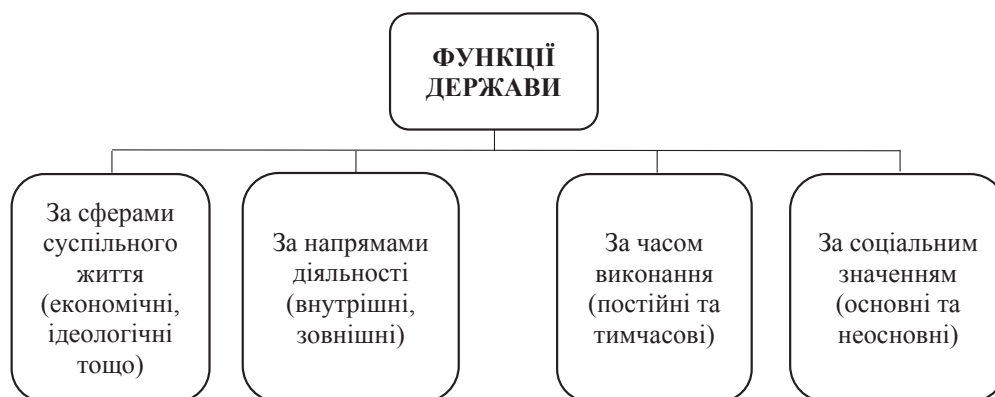 ФУНКЦІЇ
ДЕРЖАВИ
За сферами
суспільного
життя
(економічні,
ідеологічні
тощо)
За напрямами
діяльності
(внутрішні,
зовнішні)
За часом
виконання
(постійні та
тимчасові)
За соціальним
значенням
(основні та
неосновні)